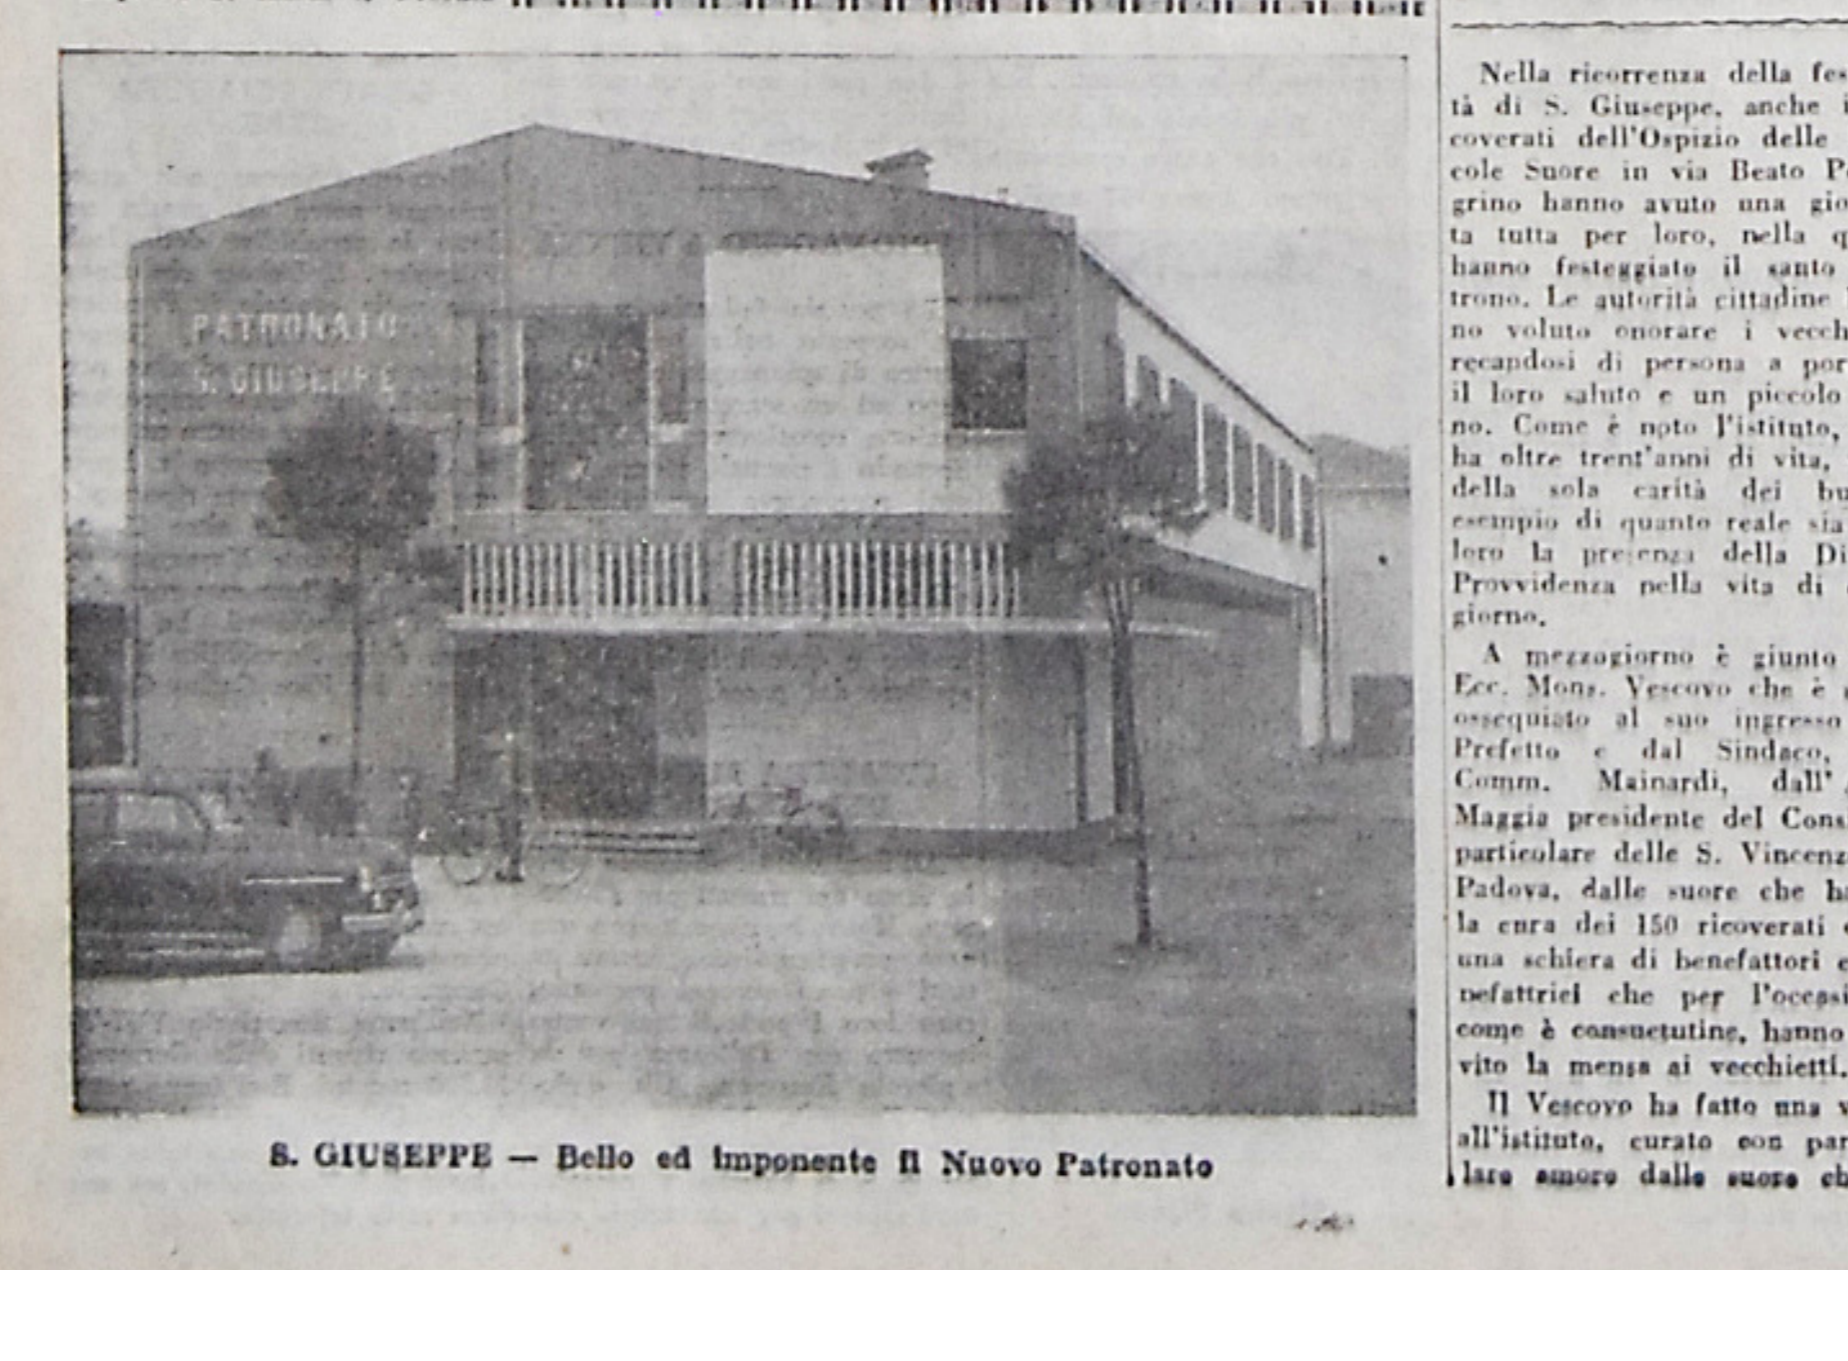 PATRONATO
S. GIUSEPPE
S. GIUSEPPE — Bello ed imponente il Nuovo Patronato
Nella ricorrenza della fes
tà di S. Giuseppe, anche i
coverati dell'Ospizio delle
cole Suore in via Beato Pe
grino hanno avuto una gio
ta tutta per loro, nella q
hanno festeggiato il santo
trono. Le autorità cittadine
no voluto onorare i vecch
recandosi di persona a por
il loro saluto e un piccolo
no. Come è noto l'istituto,
ha oltre trent'anni di vita,
della sola carità dei bu
esempio di quanto reale sia
loro la presenza della Di
Provvidenza nella vita di
giorno.
A mezzogiorno è giunto
Ecc. Mons. Vescovo che è
ossequiato al suo ingresso
Prefetto e dal Sindaco,
Comm. Mainardi, dall'
Maggia presidente del Cons
particolare delle S. Vincenz
Padova, dalle suore che ha
la cura dei 150 ricoverati
una schiera di benefattori e
nefattrici che per l'occasi
come è consuetutine, hanno
vito la mensa ai vecchietti.
Il Vescovo ha fatto una v
all'istituto, curato con par
lare amore dalle suore ch